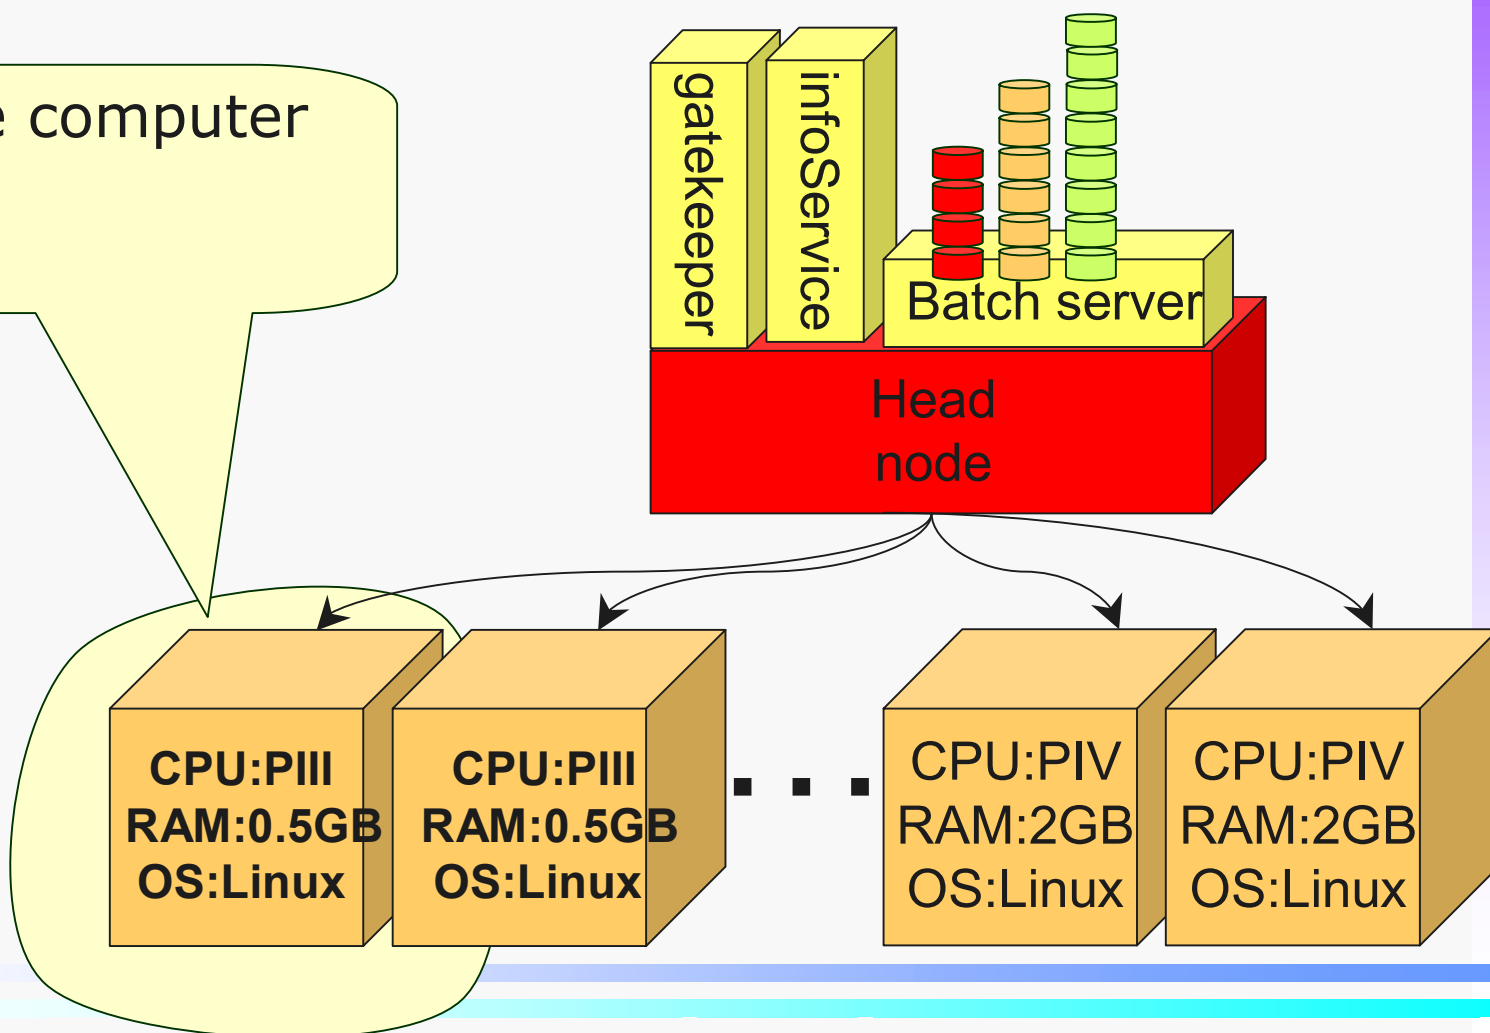 e computer
gatekeeper
infoService
Batch server
Head
node
CPU:PIII
RAM:0.5GB
OS:Linux
CPU:PIII
RAM:0.5GB
OS:Linux
. . .
CPU:PIV
RAM:2GB
OS:Linux
CPU:PIV
RAM:2GB
OS:Linux